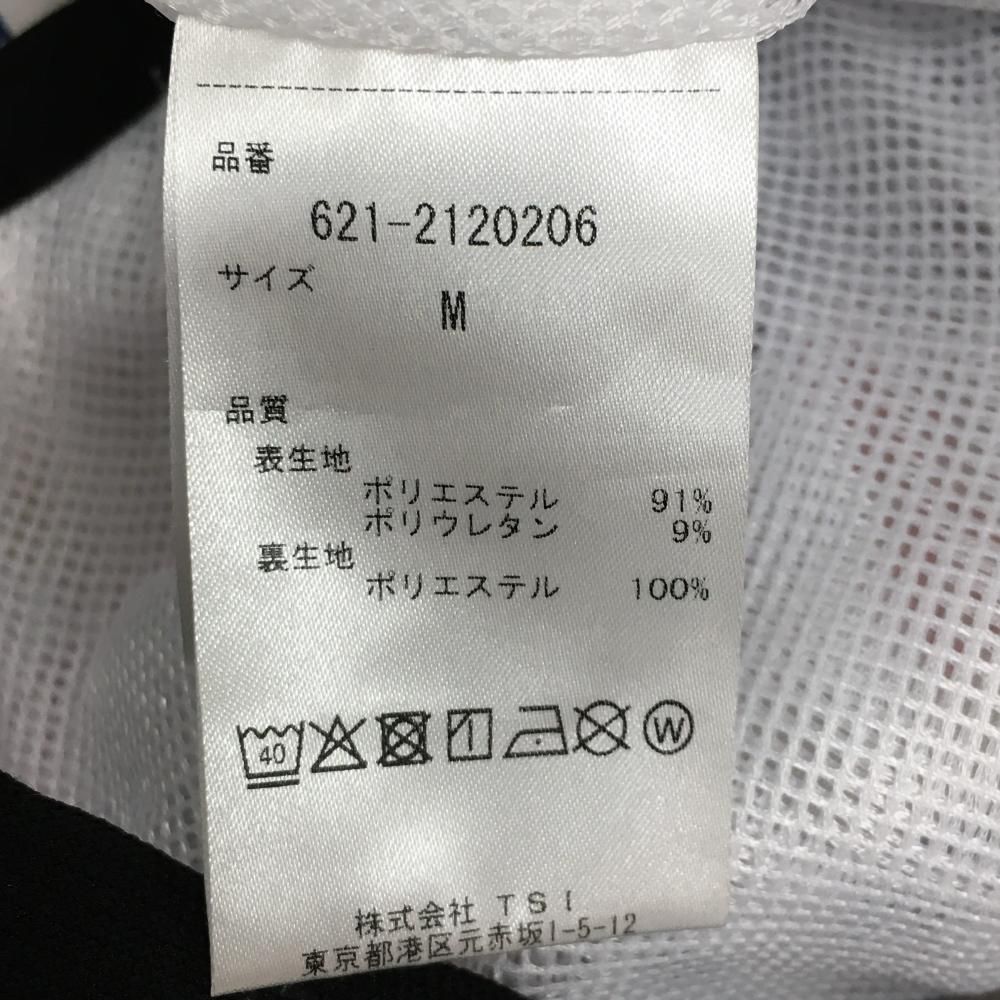 品番
621-2120206
サイズ
M
品質
表生地
ポリエステル 91%
ポリウレタン 9%
裏生地
ポリエステル 100%
40 W
株式会社 TSI
東京都港区元赤坂1-5-12